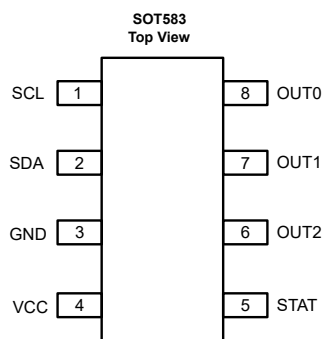 SOT583
Top View
SCL 1 8 OUT0
SDA 2 7 OUT1
GND 3 6 OUT2
VCC 4 5 STAT